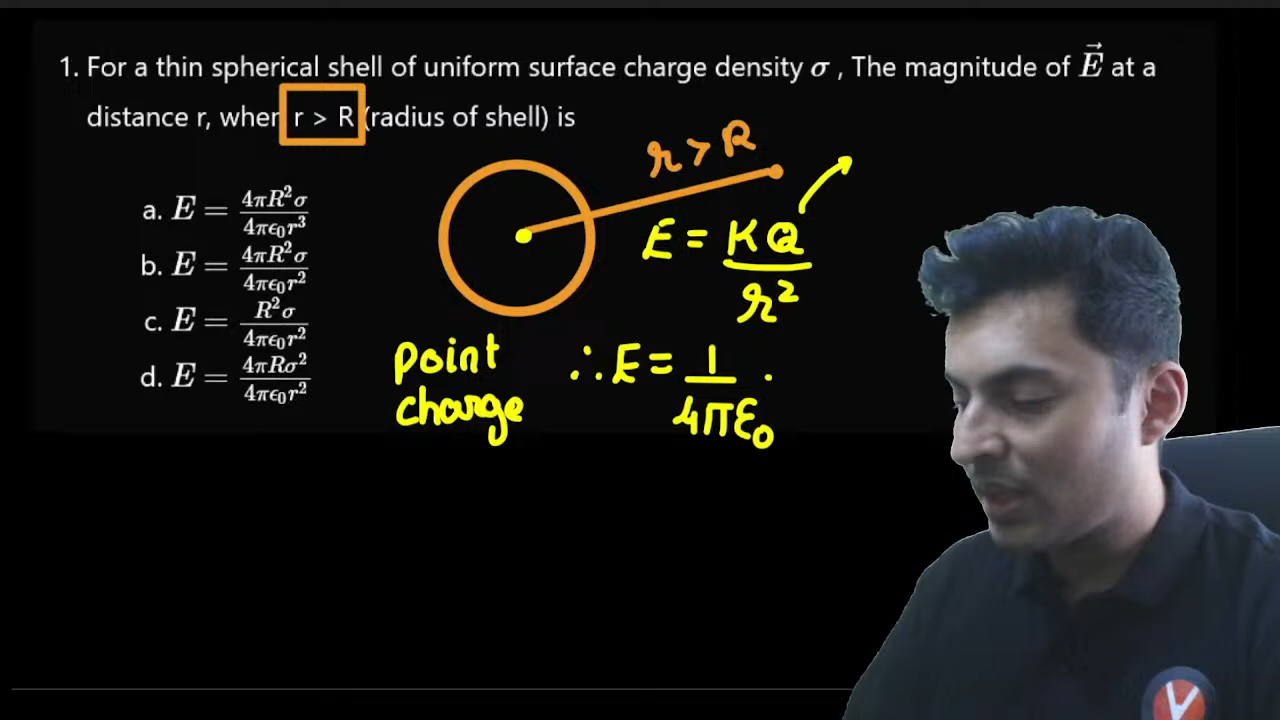 1. For a thin spherical shell of uniform surface charge density σ , The magnitude of E⃗ at a
distance r, when r > R (radius of shell) is
a. E = 4πR²σ / 4πϵ₀r³
b. E = 4πR²σ / 4πϵ₀r²
c. E = R²σ / 4πϵ₀r²
d. E = 4πRσ² / 4πϵ₀r²
r > R
E = KQ / r²
point
charge
∴ E = 1 / 4πε₀ .